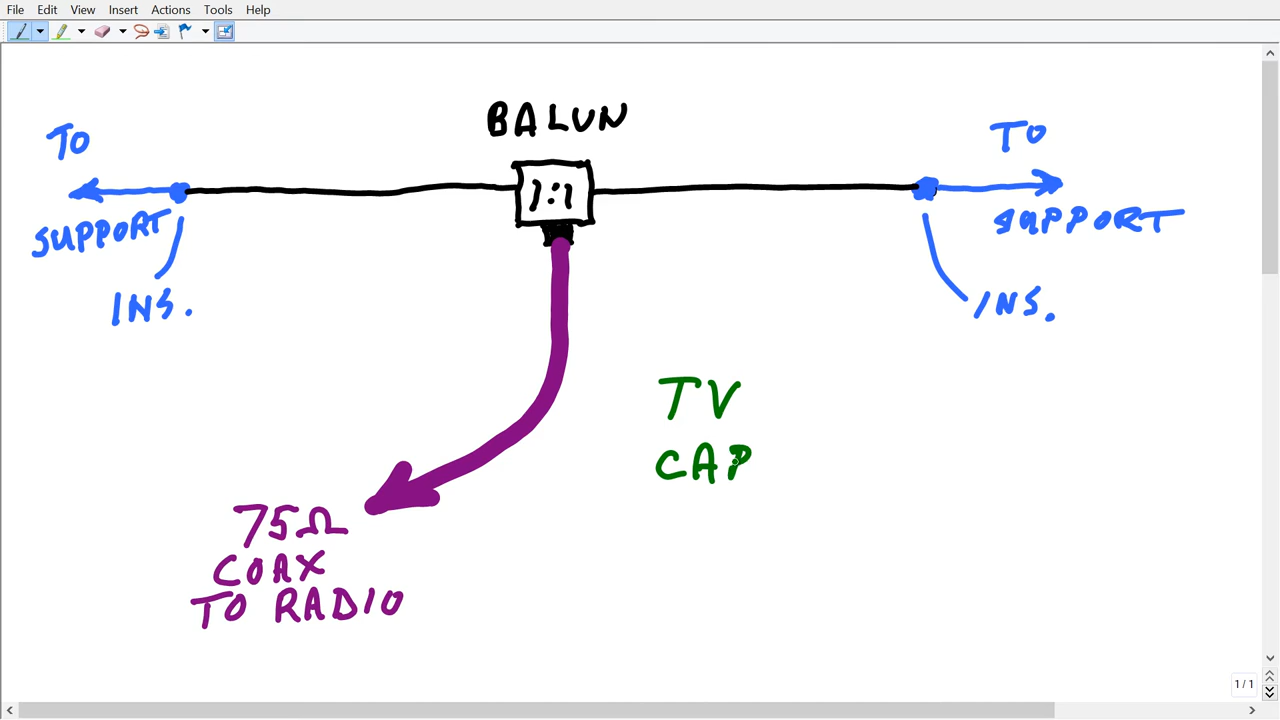 File Edit View Insert Actions Tools Help
BALUN
TO
SUPPORT
INS.
1:1
TO
SUPPORT
INS.
TV
CAP
75Ω
COAX
TO RADIO
1/1